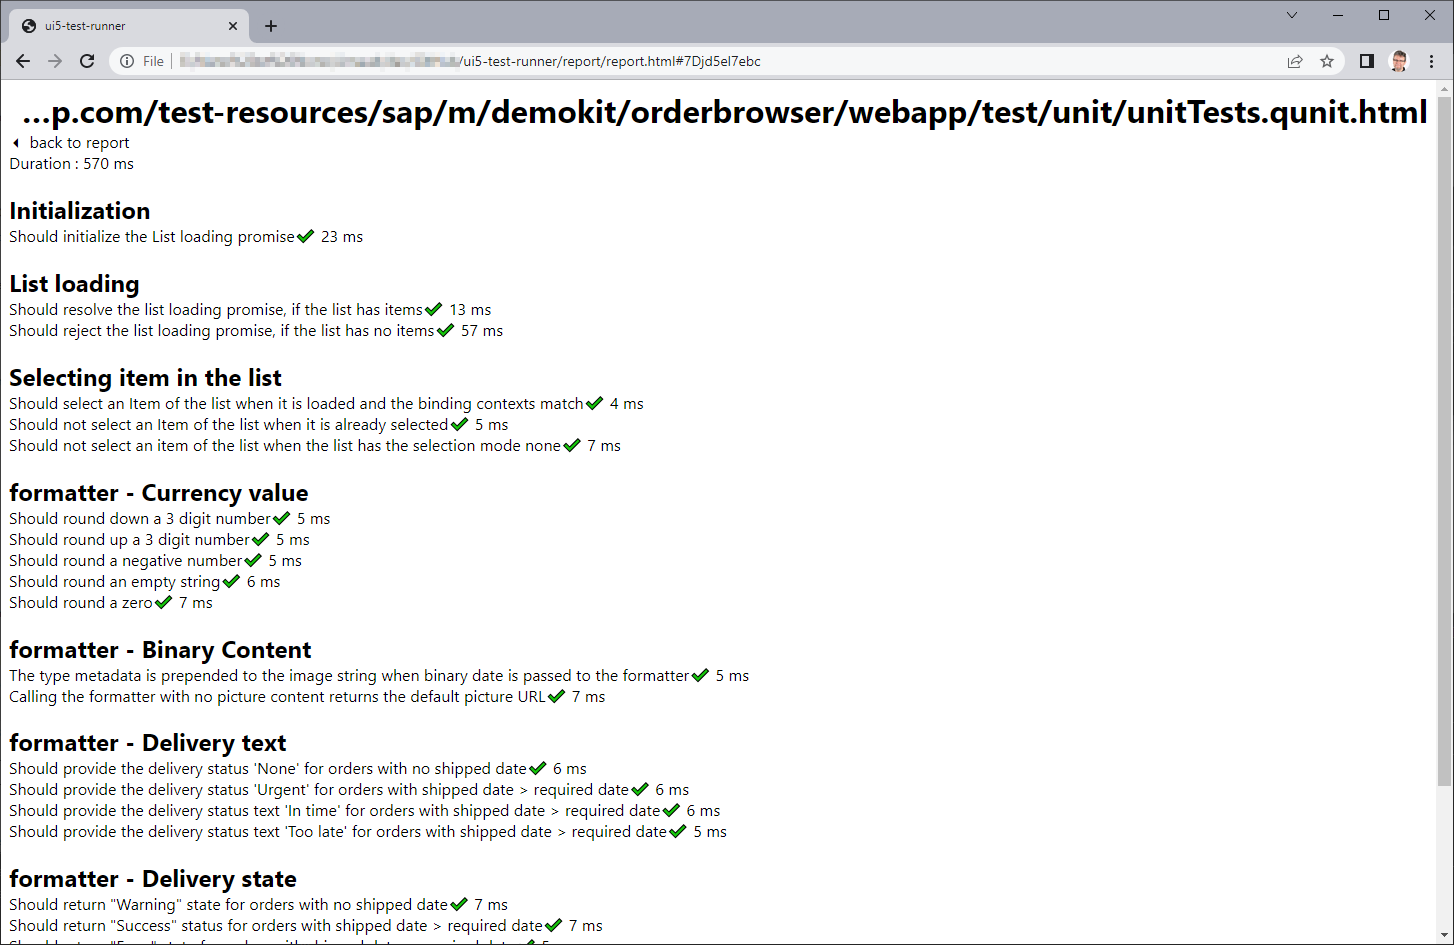 ui5-test-runner
File
/ui5-test-runner/report/report.html#7Djd5el7ebc
...p.com/test-resources/sap/m/demokit/orderbrowser/webapp/test/unit/unitTests.qunit.html
back to report
Duration : 570 ms
Initialization
Should initialize the List loading promise✔ 23 ms
List loading
Should resolve the list loading promise, if the list has items✔ 13 ms
Should reject the list loading promise, if the list has no items✔ 57 ms
Selecting item in the list
Should select an Item of the list when it is loaded and the binding contexts match✔ 4 ms
Should not select an Item of the list when it is already selected✔ 5 ms
Should not select an item of the list when the list has the selection mode none✔ 7 ms
formatter - Currency value
Should round down a 3 digit number✔ 5 ms
Should round up a 3 digit number✔ 5 ms
Should round a negative number✔ 5 ms
Should round an empty string✔ 6 ms
Should round a zero✔ 7 ms
formatter - Binary Content
The type metadata is prepended to the image string when binary date is passed to the formatter✔ 5 ms
Calling the formatter with no picture content returns the default picture URL✔ 7 ms
formatter - Delivery text
Should provide the delivery status 'None' for orders with no shipped date✔ 6 ms
Should provide the delivery status 'Urgent' for orders with shipped date > required date✔ 6 ms
Should provide the delivery status text 'In time' for orders with shipped date > required date✔ 6 ms
Should provide the delivery status text 'Too late' for orders with shipped date > required date✔ 5 ms
formatter - Delivery state
Should return "Warning" state for orders with no shipped date✔ 7 ms
Should return "Success" status for orders with shipped date > required date✔ 7 ms